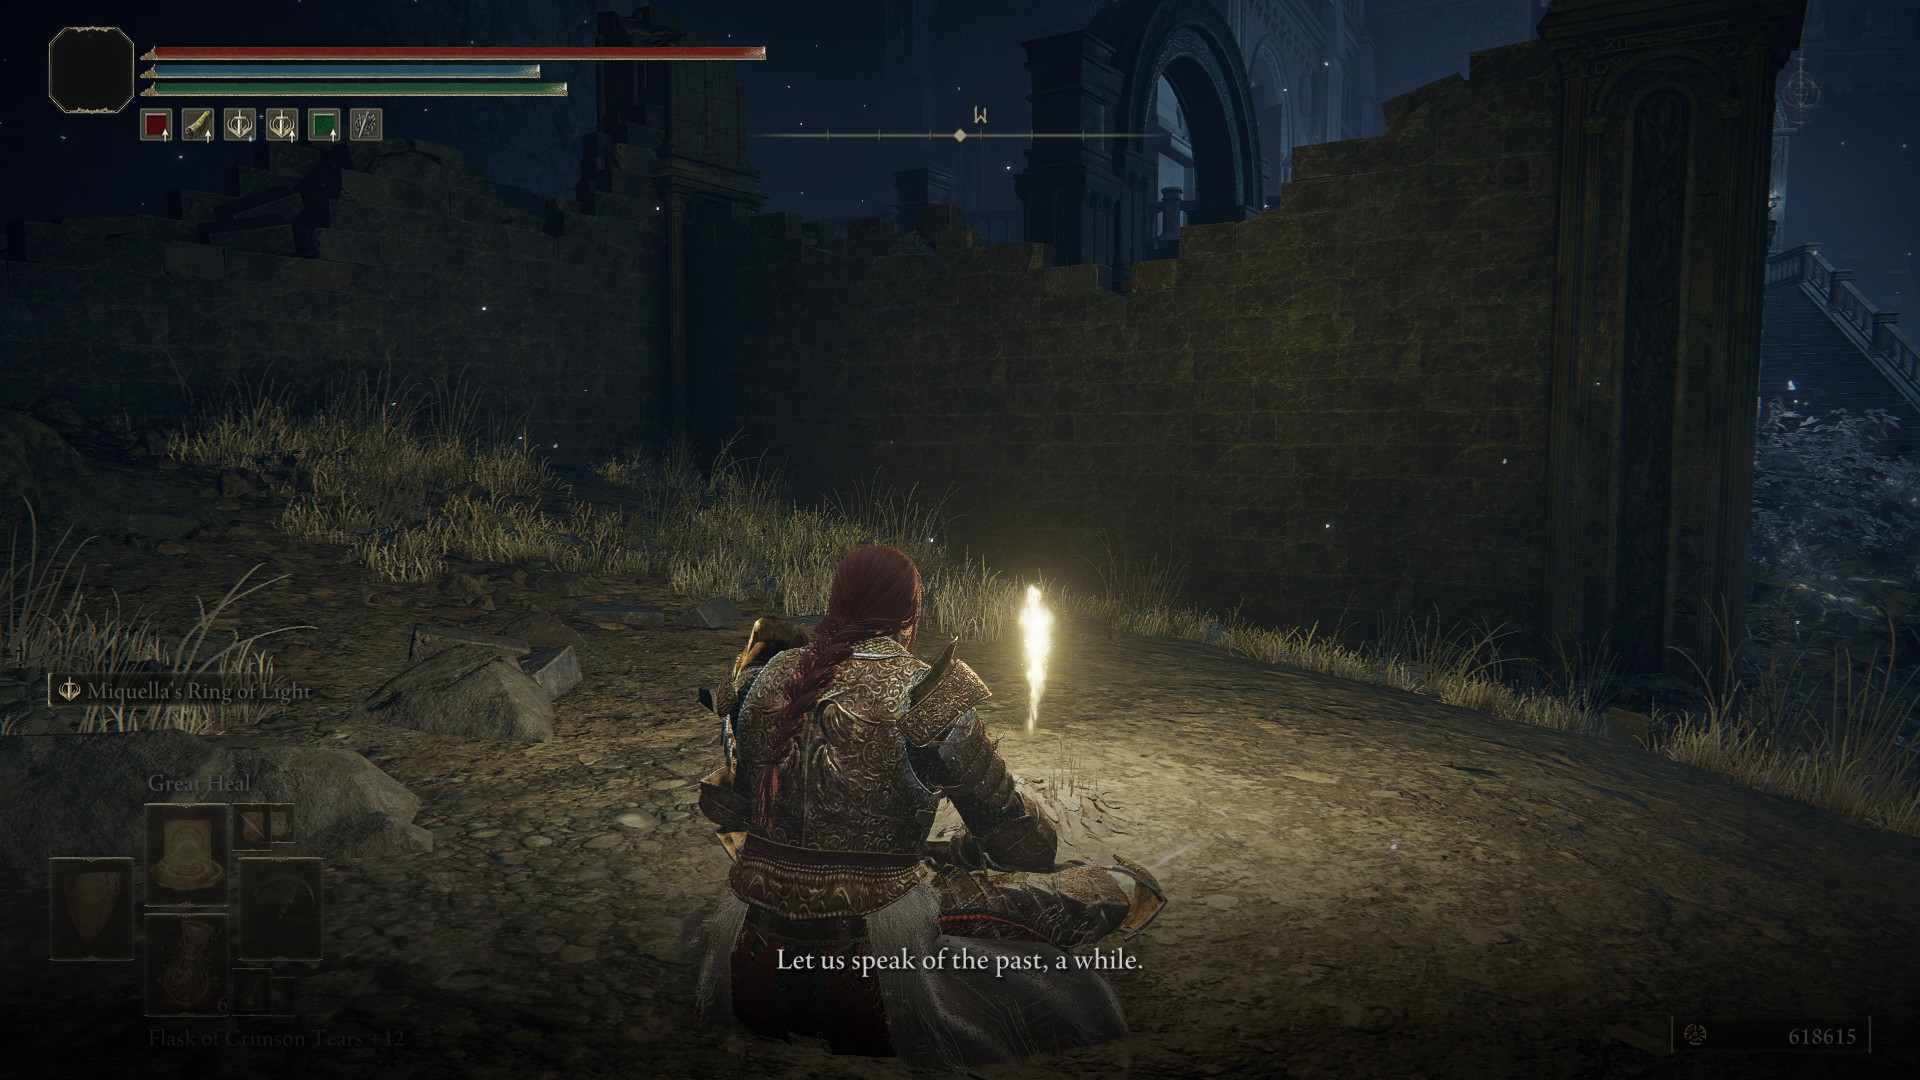 W
Miquella's Ring of Light
Great Heal
6
Flask of Crimson Tears +12
Let us speak of the past, a while.
618615